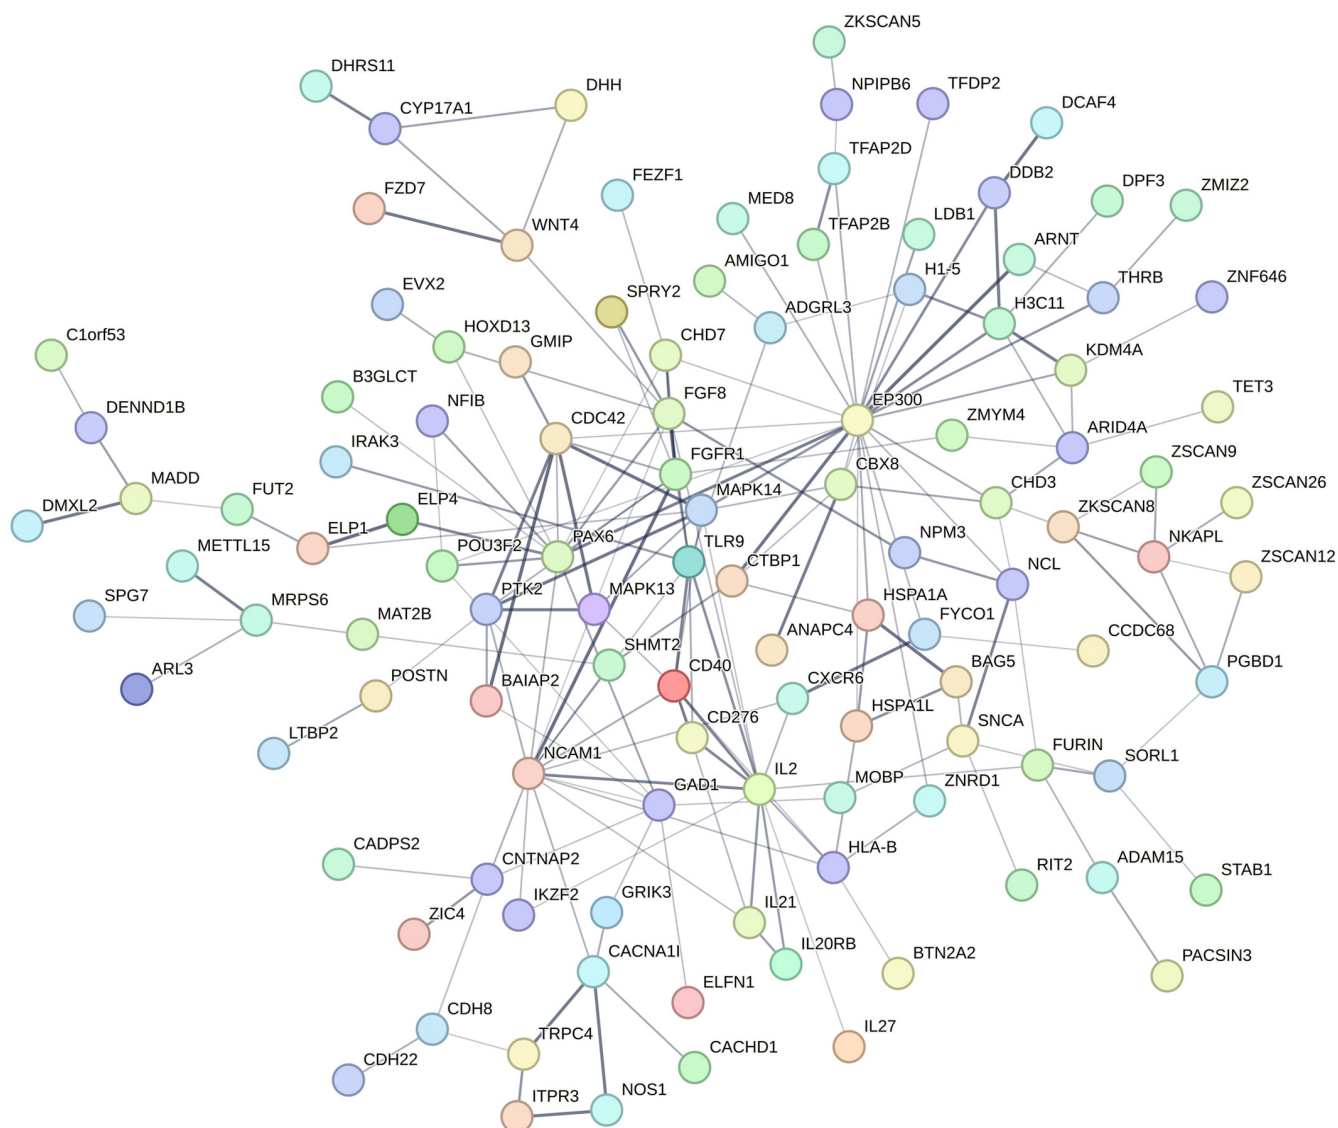 ZKSCAN5
DHRS11
DHH
NPIPB6
TFDP2
CYP17A1
DCAF4
TFAP2D
FEZF1
DDB2
DPF3
ZMIZ2
FZD7
MED8
LDB1
WNT4
TFAP2B
ARNT
AMIGO1
H1-5
THRB
ZNF646
EVX2
SPRY2
ADGRL3
H3C11
HOXD13
C1orf53
GMIP
CHD7
KDM4A
B3GLCT
FGF8
TET3
NFIB
EP300
DENND1B
CDC42
ZMYM4
ARID4A
IRAK3
FGFR1
CBX8
ZSCAN9
MADD
CHD3
ZSCAN26
FUT2
MAPK14
ZKSCAN8
DMXL2
ELP4
ELP1
PAX6
NPM3
NKAPL
METTL15
POU3F2
TLR9
CTBP1
NCL
ZSCAN12
PTK2
MAPK13
SPG7
MRPS6
HSPA1A
FYCO1
MAT2B
ANAPC4
CCDC68
SHMT2
ARL3
CD40
BAG5
PGBD1
POSTN
BAIAP2
CXCR6
HSPA1L
CD276
SNCA
LTBP2
NCAM1
FURIN
SORL1
IL2
GAD1
MOBP
ZNRD1
HLA-B
CADPS2
CNTNAP2
ADAM15
STAB1
RIT2
ZIC4
IKZF2
GRIK3
IL21
IL20RB
CACNA1I
BTN2A2
PACSIN3
ELFN1
CDH8
IL27
TRPC4
CACHD1
CDH22
ITPR3
NOS1